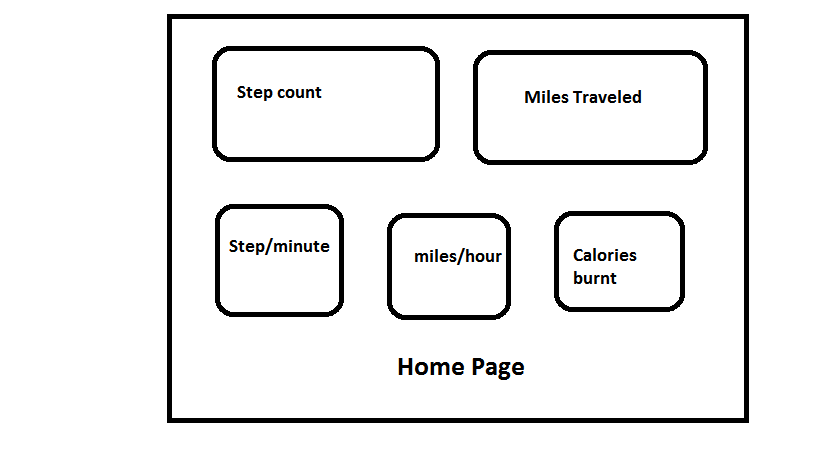 Step count
Miles Traveled
Step/minute
miles/hour
Calories
burnt
Home Page